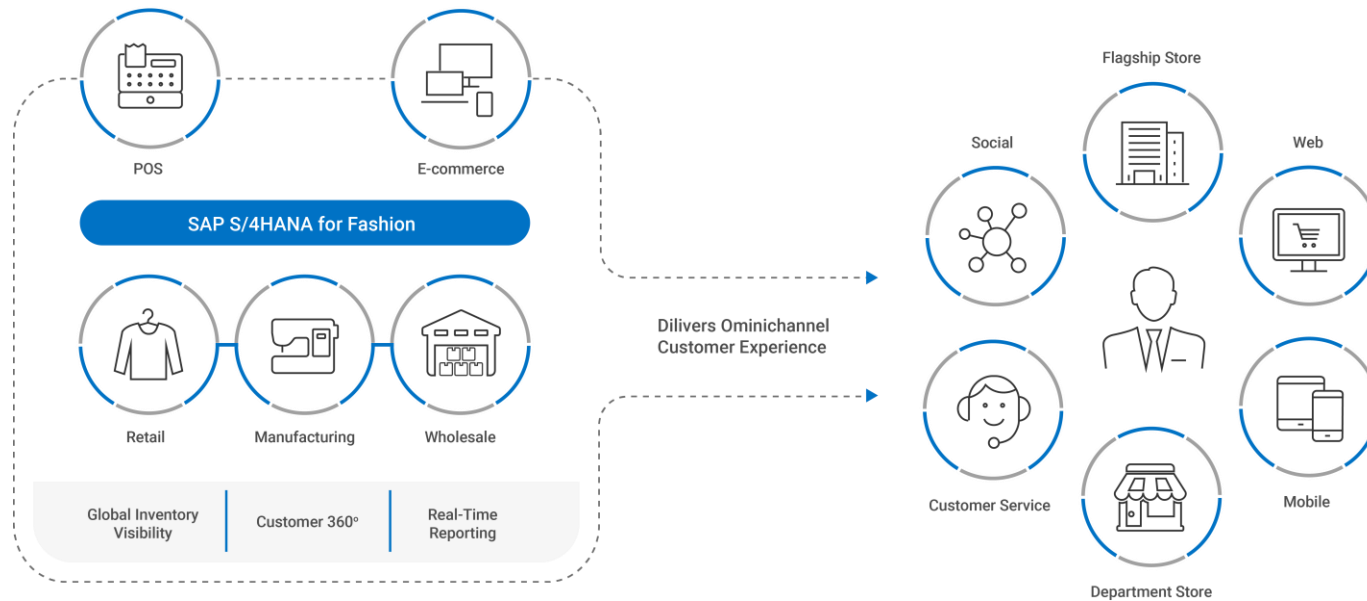 POS
E-commerce
SAP S/4HANA for Fashion
Retail
Manufacturing
Wholesale
Global Inventory
Visibility
Customer 360°
Real-Time
Reporting
Dilivers Ominichannel
Customer Experience
Flagship Store
Social
Web
Customer Service
Mobile
Department Store